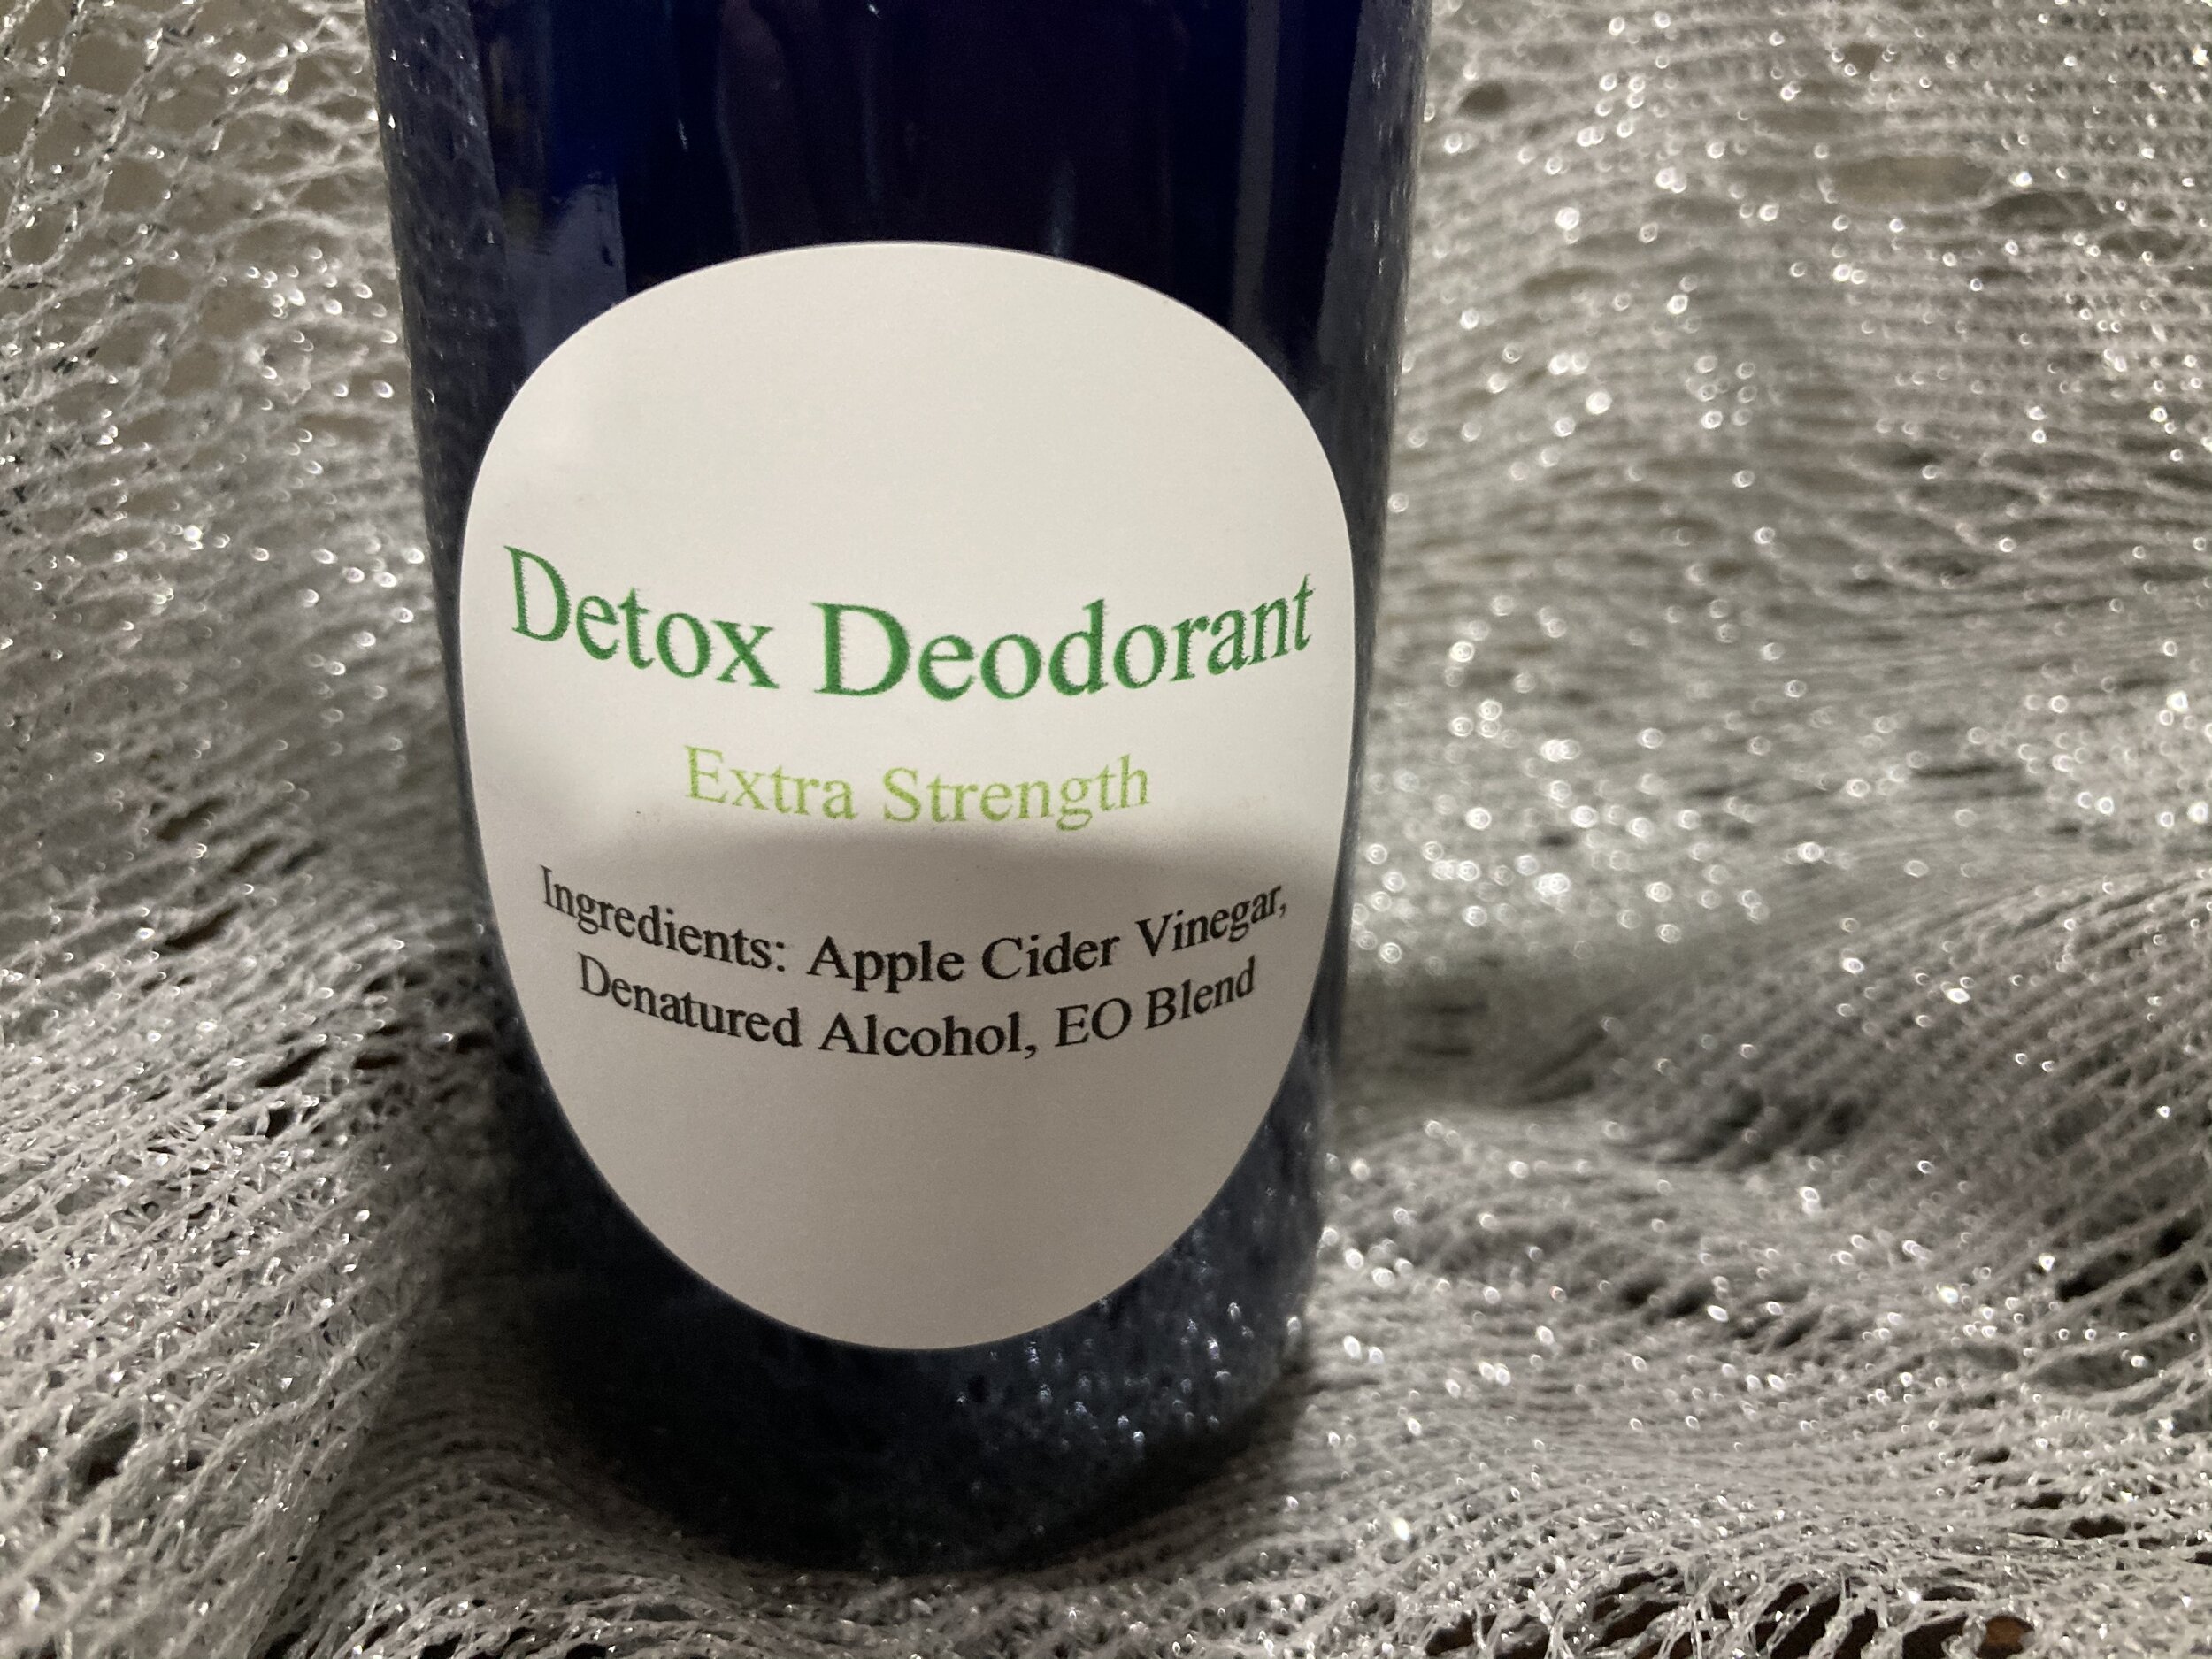 Detox Deodorant
Extra Strength
Ingredients: Apple Cider Vinegar,
Denatured Alcohol, EO Blend